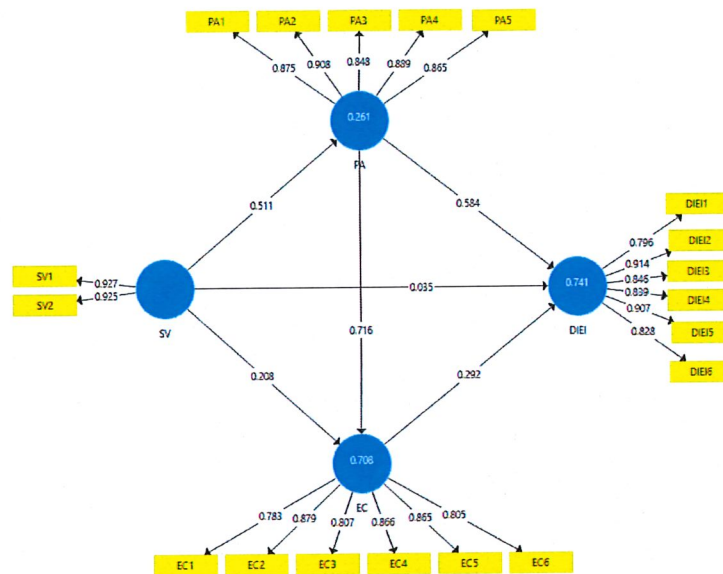 PA1 PA2 PA3 PA4 PA5
0.875 0.908 0.848 0.889 0.865
0.261
PA
0.511
0.584
SV1
SV2
0.927
0.925
SV
0.035
0.716
0.741
DIEI
0.796
0.914
0.846
0.839
0.907
0.828
DIEI1
DIEI2
DIEI3
DIEI4
DIEI5
DIEI6
0.208
0.292
0.708
EC
0.783 0.879 0.807 0.866 0.865 0.805
EC1 EC2 EC3 EC4 EC5 EC6